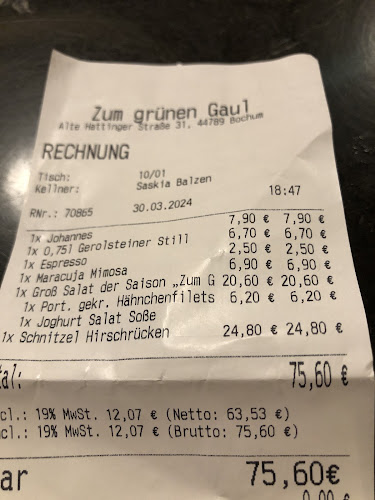 Zum grünen Gaul
Alte Hattinger Straße 31, 44789 Bochum
RECHNUNG
Tisch: 10/01
Kellner: Saskia Balzen
18:47
RNr.: 70865 30.03.2024
1x Johannes 7,90 € 7,90 €
1x 0,75l Gerolsteiner Still 6,70 € 6,70 €
1x Espresso 2,50 € 2,50 €
1x Maracuja Mimosa 6,90 € 6,90 €
1x Groß Salat der Saison „Zum G 20,60 € 20,60 €
1x Port. gekr. Hähnchenfilets 6,20 € 6,20 €
1x Joghurt Salat Soße
1x Schnitzel Hirschrücken 24,80 € 24,80 €
tal: 75,60 €
cl.: 19% MwSt. 12,07 € (Netto: 63,53 €)
cl.: 19% MwSt. 12,07 € (Brutto: 75,60 €)
ar 75,60€